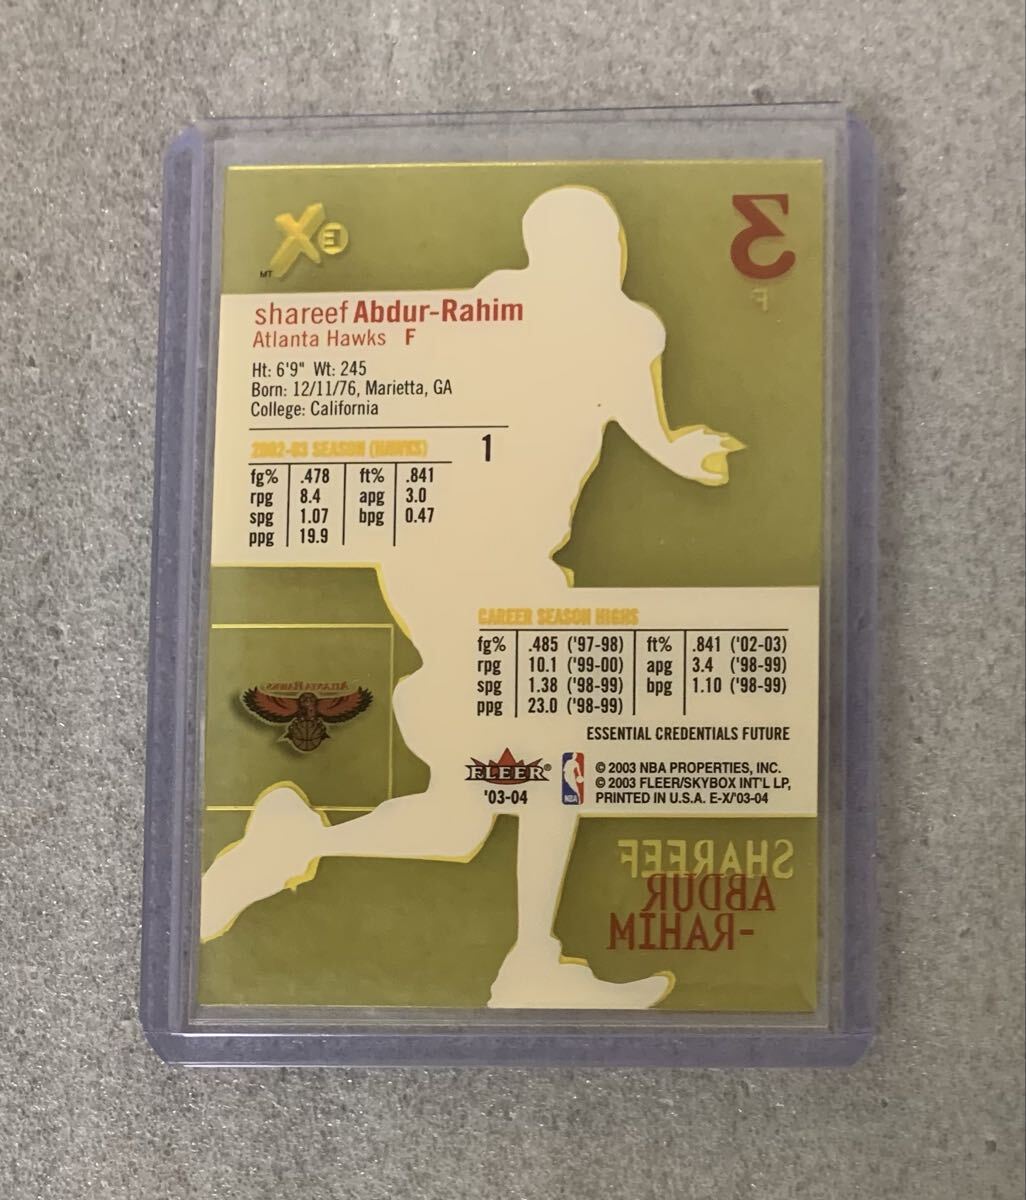 EX
TM
3
F
shareef Abdur-Rahim
Atlanta Hawks F
Ht: 6'9" Wt: 245
Born: 12/11/76, Marietta, GA
College: California
2002-03 SEASON (HAWKS)
1
fg% .478 ft% .841
rpg 8.4 apg 3.0
spg 1.07 bpg 0.47
ppg 19.9
CAREER SEASON HIGHS
fg% .485 ('97-98) ft% .841 ('02-03)
rpg 10.1 ('99-00) apg 3.4 ('98-99)
spg 1.38 ('98-99) bpg 1.10 ('98-99)
ppg 23.0 ('98-99)
ATLANTA HAWKS
ESSENTIAL CREDENTIALS FUTURE
FLEER®
'03-04
NBA
© 2003 NBA PROPERTIES, INC.
© 2003 FLEER/SKYBOX INT'L LP,
PRINTED IN U.S.A. E-X/'03-04
SHAREEF
ABDUR
-RAHIM